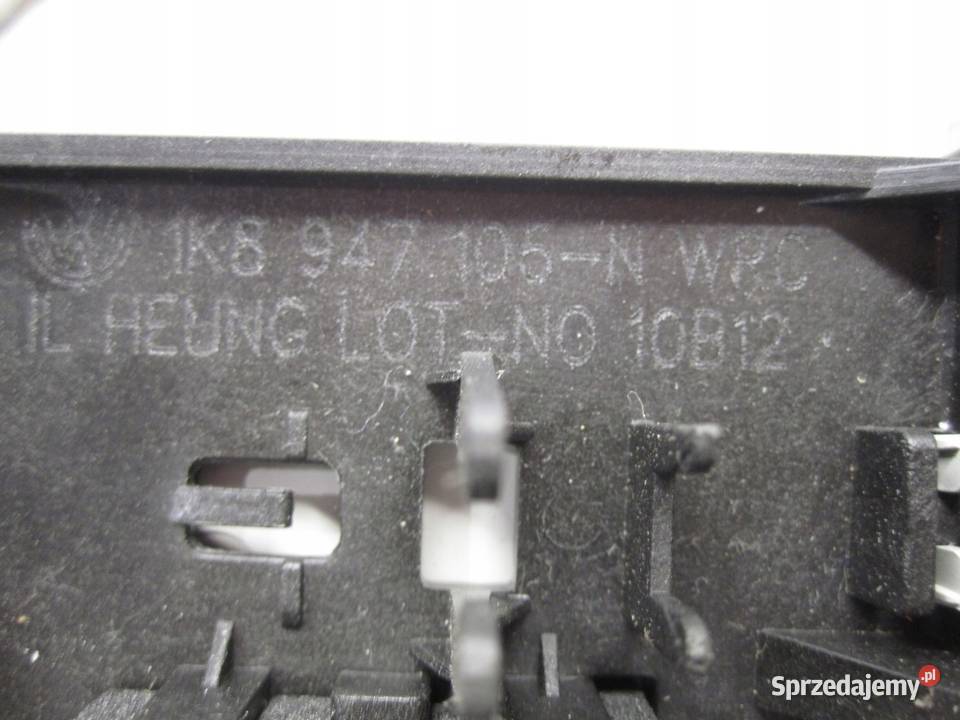 1K8 947 105-N WPC
IL HEUNG LOT-NO 10B12
Sprzedajemy.pl